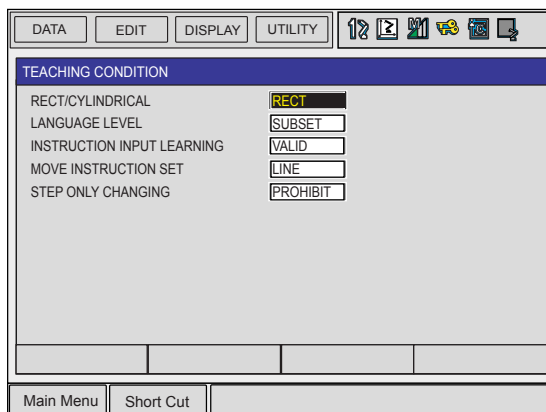 DATA EDIT DISPLAY UTILITY
TEACHING CONDITION
RECT/CYLINDRICAL RECT
LANGUAGE LEVEL SUBSET
INSTRUCTION INPUT LEARNING VALID
MOVE INSTRUCTION SET LINE
STEP ONLY CHANGING PROHIBIT
Main Menu Short Cut